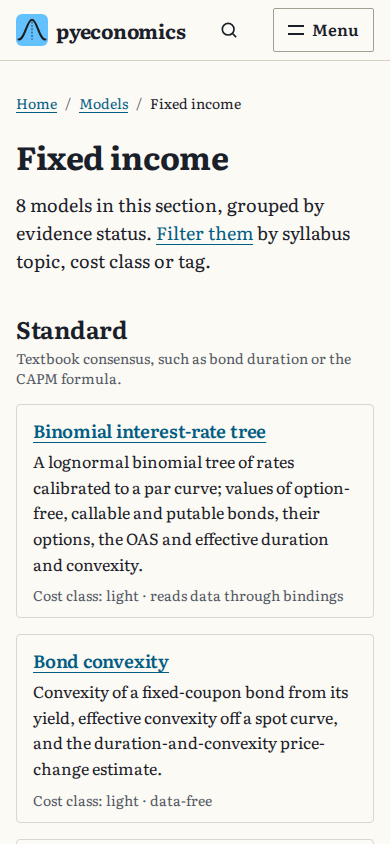 pyeconomics
Menu
Home / Models / Fixed income
Fixed income
8 models in this section, grouped by
evidence status. Filter them by syllabus
topic, cost class or tag.
Standard
Textbook consensus, such as bond duration or the
CAPM formula.
Binomial interest-rate tree
A lognormal binomial tree of rates
calibrated to a par curve; values of option-
free, callable and putable bonds, their
options, the OAS and effective duration
and convexity.
Cost class: light · reads data through bindings
Bond convexity
Convexity of a fixed-coupon bond from its
yield, effective convexity off a spot curve,
and the duration-and-convexity price-
change estimate.
Cost class: light · data-free